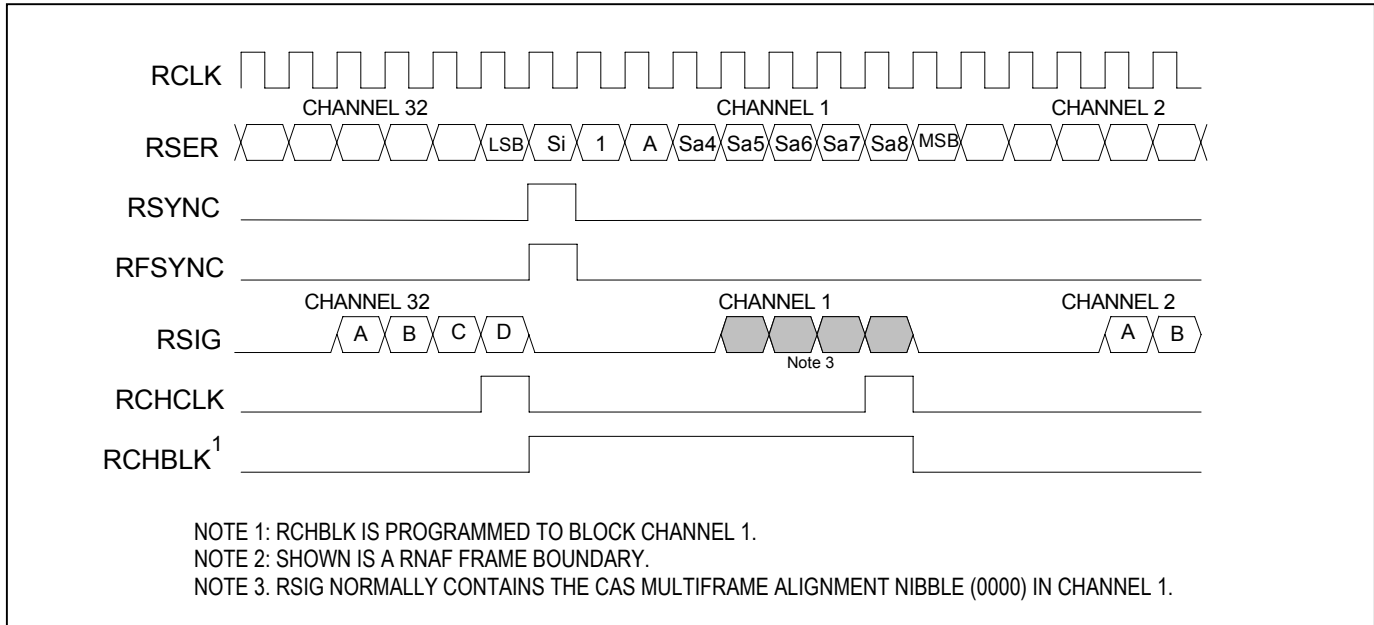 RCLK
CHANNEL 32 CHANNEL 1 CHANNEL 2
RSER LSB Si 1 A Sa4 Sa5 Sa6 Sa7 Sa8 MSB
RSYNC
RFSYNC
CHANNEL 32 CHANNEL 1 CHANNEL 2
RSIG A B C D A B
Note 3
RCHCLK
RCHBLK1
NOTE 1: RCHBLK IS PROGRAMMED TO BLOCK CHANNEL 1.
NOTE 2: SHOWN IS A RNAF FRAME BOUNDARY.
NOTE 3. RSIG NORMALLY CONTAINS THE CAS MULTIFRAME ALIGNMENT NIBBLE (0000) IN CHANNEL 1.